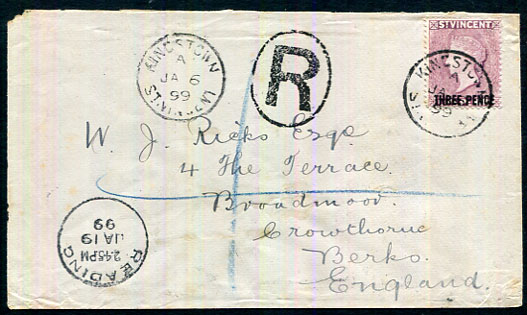 KINGSTOWN
A
JA 6
99
ST VINCENT
R
ST VINCENT
THREE PENCE
KINGSTOWN
A
JA
99
W. J. Ricks Esqr
4 The Terrace.
Broadmoor.
Crowthorne
Berks.
England.
READING
2.45PM
JA 19
99